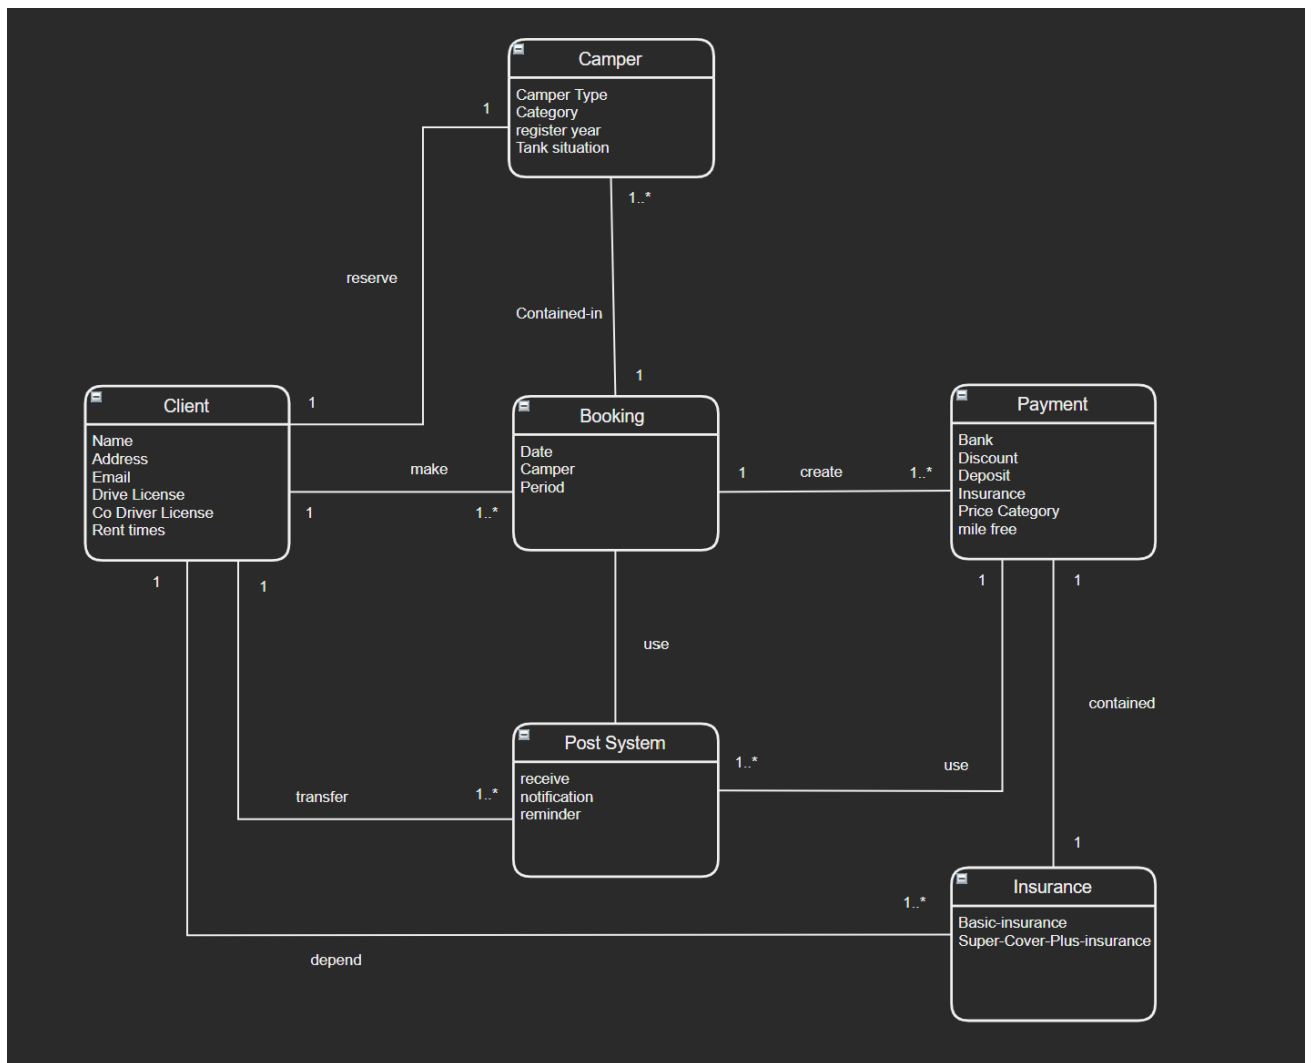 Camper
Camper Type
Category
register year
Tank situation
1
1..*
reserve
Contained-in
1
1
Client
Name
Address
Email
Drive License
Co Driver License
Rent times
make
1
1..*
Booking
Date
Camper
Period
1
create
1..*
Payment
Bank
Discount
Deposit
Insurance
Price Category
mile free
1
1
1
1
use
contained
Post System
receive
notification
reminder
1..*
use
transfer
1..*
1
Insurance
Basic-insurance
Super-Cover-Plus-insurance
1..*
depend